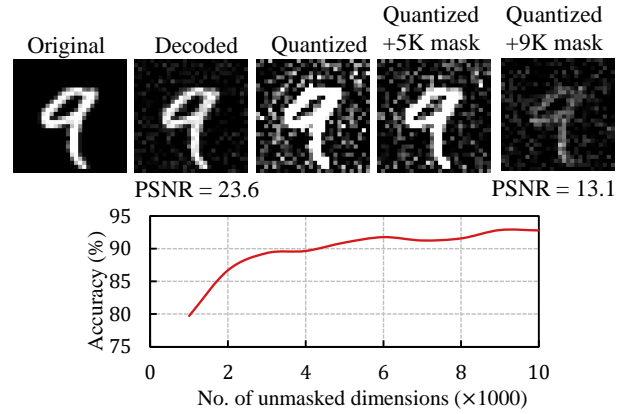 Original
Decoded
Quantized
Quantized
+5K mask
Quantized
+9K mask
PSNR = 23.6
PSNR = 13.1
Accuracy (%)
95
90
85
80
75
0
2
4
6
8
10
No. of unmasked dimensions (×1000)